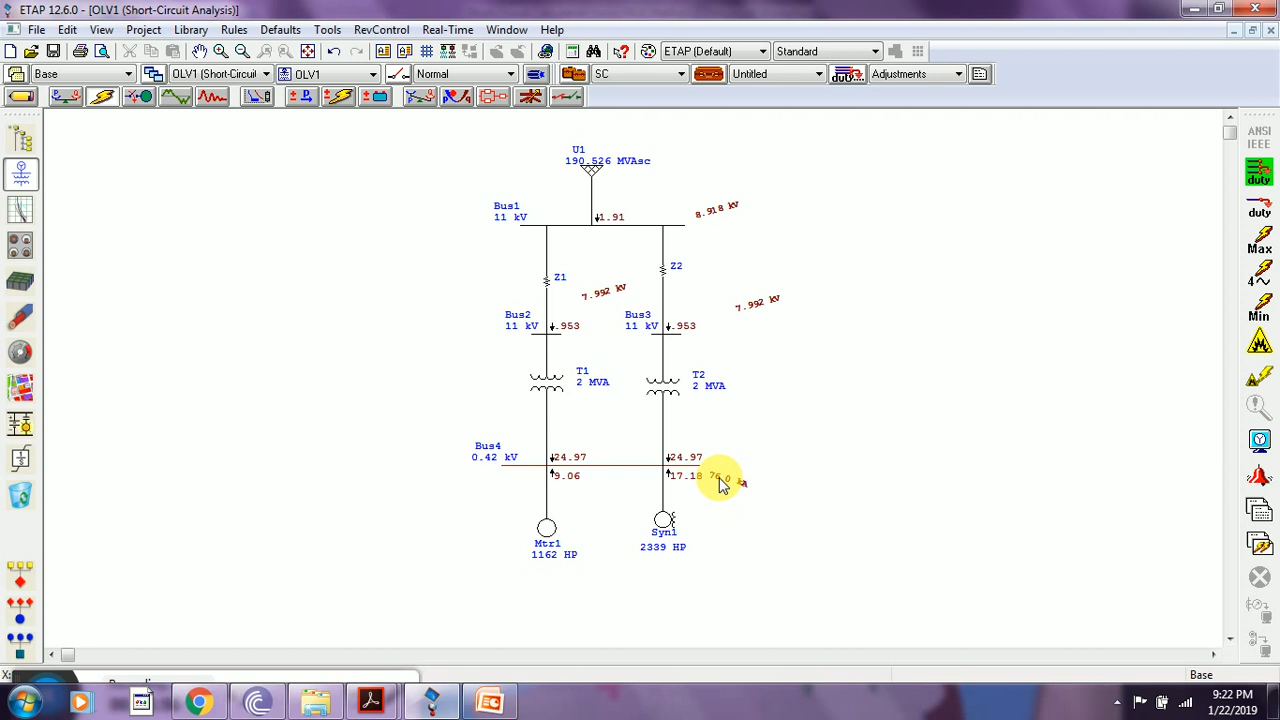 ETAP 12.6.0 - [OLV1 (Short-Circuit Analysis)]
File Edit View Project Library Rules Defaults Tools RevControl Real-Time Window Help
ETAP (Default) Standard
Base OLV1 (Short-Circuit OLV1 Normal SC Untitled duty Adjustments
ANSI
IEEE
duty
duty
Max
4
Min
U1
190.526 MVAsc
Bus1
11 kV
1.91
8.918 kV
Z1
Z2
7.992 kV
7.992 kV
Bus2
11 kV
.953
Bus3
11 kV
.953
T1
2 MVA
T2
2 MVA
Bus4
0.42 kV
24.97
24.97
9.06
17.18
76.0 kA
Mtr1
1162 HP
Syn1
2339 HP
X:
Base
9:22 PM
1/22/2019